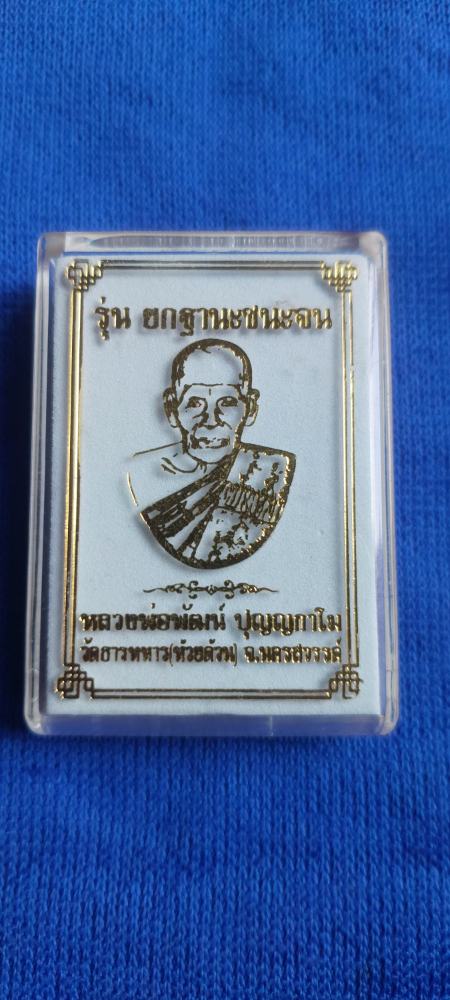 รุ่น ยกฐานะชนะจน
หลวงพ่อพัฒน์ ปุญญกาโม
วัดธารทหาร(ห้วยด้วน) จ.นครสวรรค์